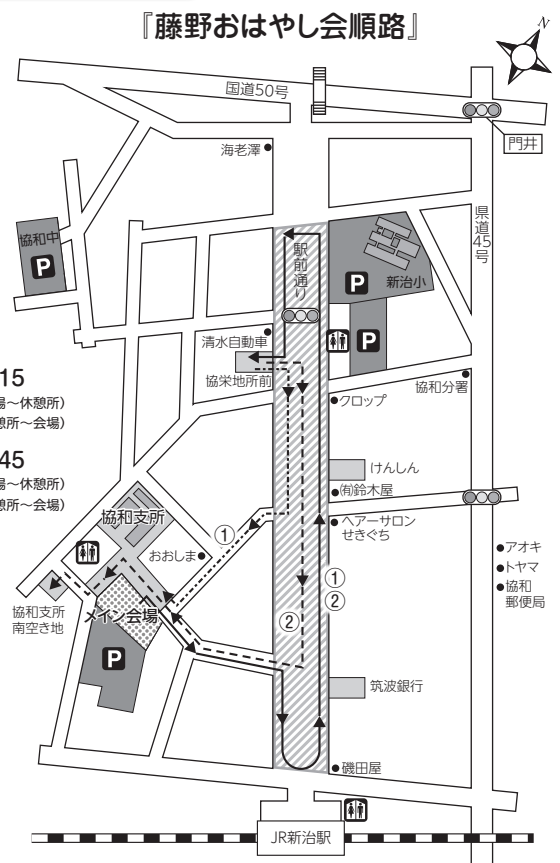 『藤野おはやし会順路』
N
国道50号
門井
海老澤
県道45号
協和中
P
駅前通り
P
新治小
清水自動車
P
協栄地所前
協和分署
クロップ
15
場～休憩所）
憩所～会場）
けんしん
㈲鈴木屋
45
場～休憩所）
憩所～会場）
協和支所
①
ヘアーサロン
せきぐち
おおしま
アオキ
トヤマ
協和
郵便局
①
②
協和支所
南空き地
メイン会場
②
P
筑波銀行
磯田屋
JR新治駅